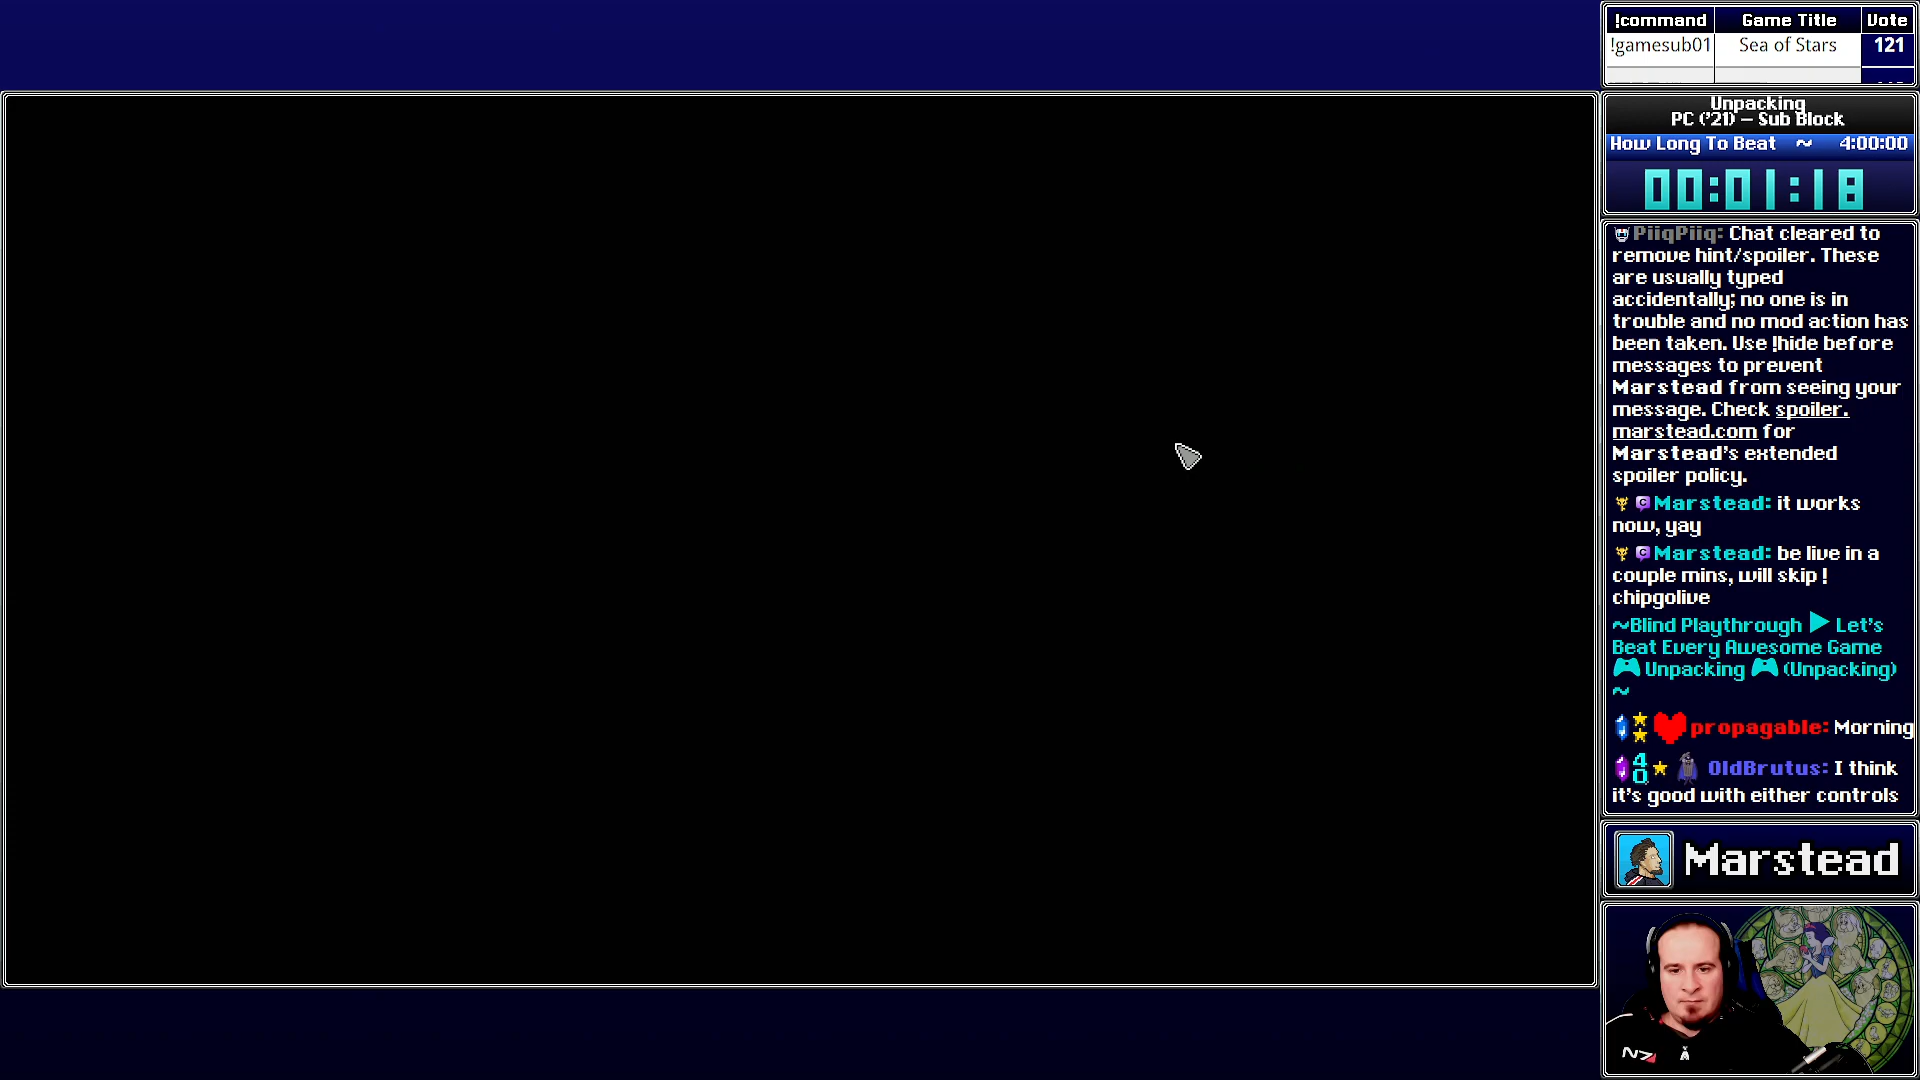 !command Game Title Vote
!gamesub01 Sea of Stars 121
Unpacking
PC ('21) – Sub Block
How Long To Beat ~ 4:00:00
00:01:18
PiiqPiiq: Chat cleared to
remove hint/spoiler. These
are usually typed
accidentally; no one is in
trouble and no mod action has
been taken. Use !hide before
messages to prevent
Marstead from seeing your
message. Check spoiler.
marstead.com for
Marstead's extended
spoiler policy.
Marstead: it works
now, yay
Marstead: be live in a
couple mins, will skip !
chipgolive
~Blind Playthrough ▶ Let's
Beat Every Awesome Game
🎮 Unpacking 🎮 (Unpacking)
~
propagable: Morning
40 OldBrutus: I think
it's good with either controls
Marstead
N7